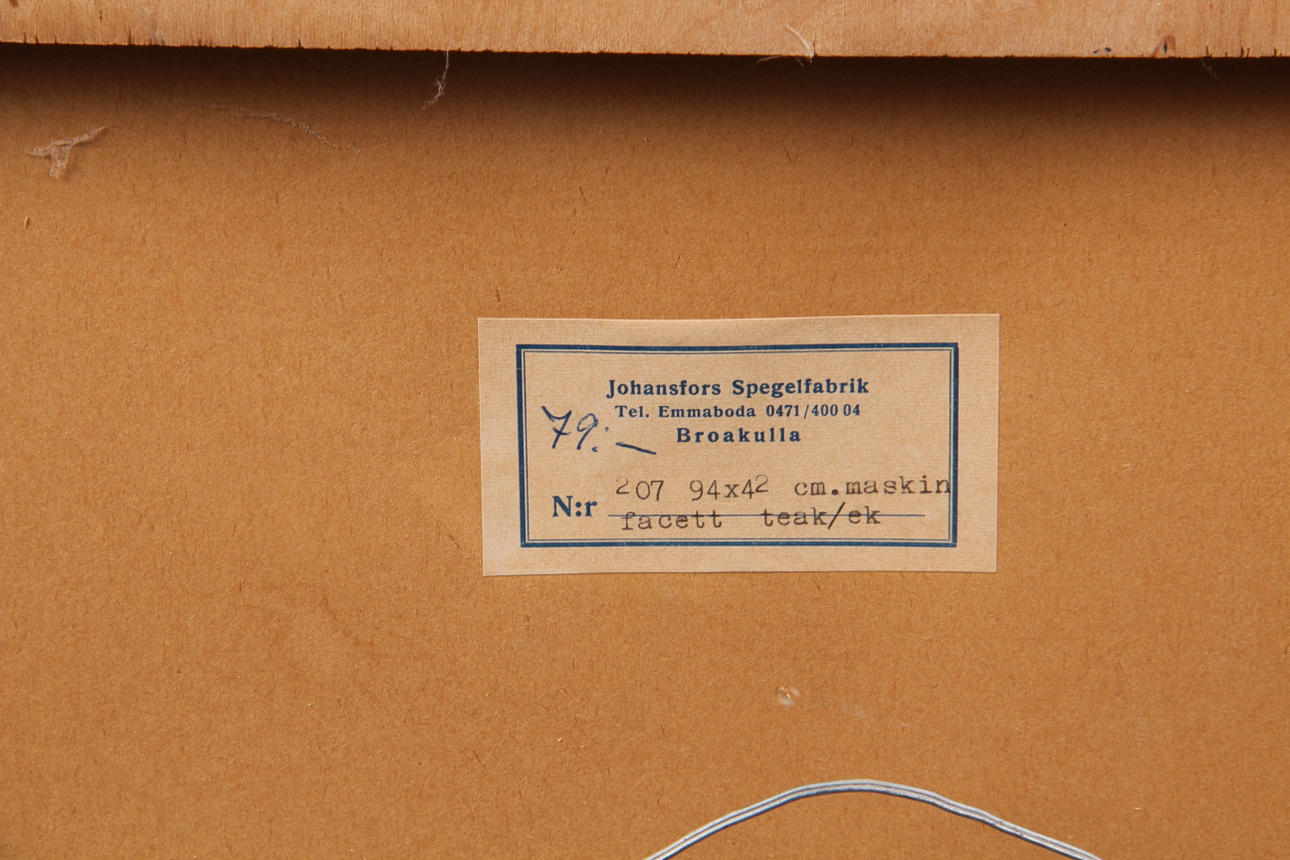 Johansfors Spegelfabrik
Tel. Emmaboda 0471/400 04
79:— Broakulla
N:r 207 94x42 cm.maskin
facett teak/ek